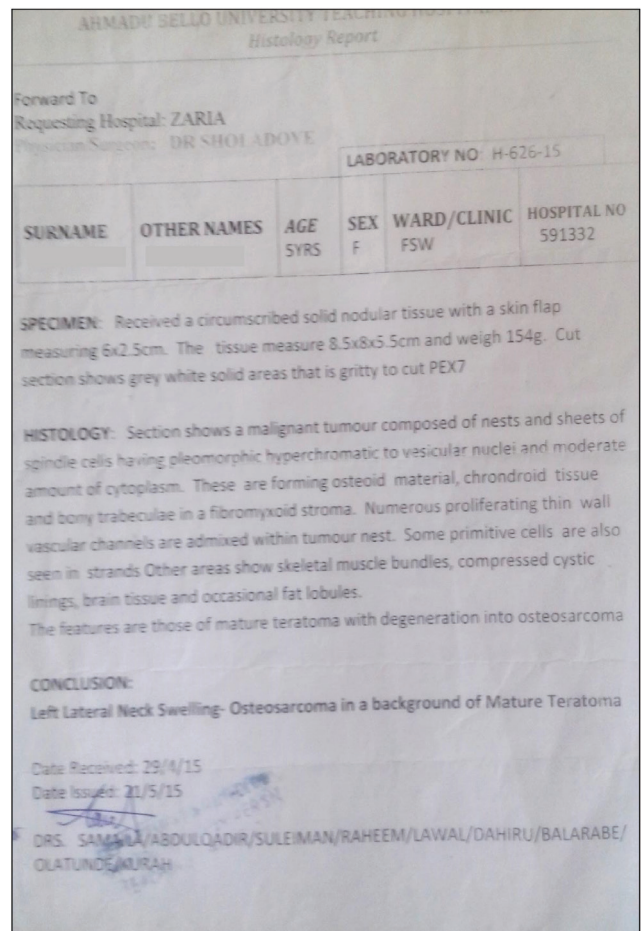 AHMADU BELLO UNIVERSITY TEACHING HOSPITAL
Histology Report
Forward To
Requesting Hospital: ZARIA
Physician/Surgeon: DR SHOLADOYE
LABORATORY NO: H-626-15
SURNAME OTHER NAMES AGE SEX WARD/CLINIC HOSPITAL NO
5YRS F FSW 591332
SPECIMEN: Received a circumscribed solid nodular tissue with a skin flap
measuring 6x2.5cm. The tissue measure 8.5x8x5.5cm and weigh 154g. Cut
section shows grey white solid areas that is gritty to cut PEX7
HISTOLOGY: Section shows a malignant tumour composed of nests and sheets of
spindle cells having pleomorphic hyperchromatic to vesicular nuclei and moderate
amount of cytoplasm. These are forming osteoid material, chrondroid tissue
and bony trabeculae in a fibromyxoid stroma. Numerous proliferating thin wall
vascular channels are admixed within tumour nest. Some primitive cells are also
seen in strands Other areas show skeletal muscle bundles, compressed cystic
linings, brain tissue and occasional fat lobules.
The features are those of mature teratoma with degeneration into osteosarcoma
CONCLUSION:
Left Lateral Neck Swelling- Osteosarcoma in a background of Mature Teratoma
Date Received: 29/4/15
Date Issued: 21/5/15
DRS. SAMAILA/ABDULQADIR/SULEIMAN/RAHEEM/LAWAL/DAHIRU/BALARABE/
OLATUNDE/KURAH